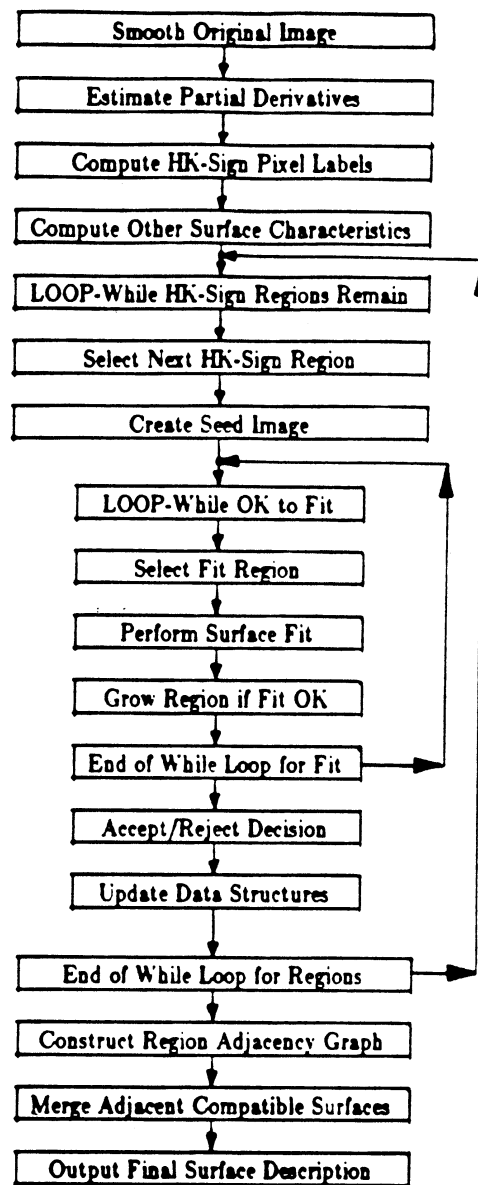 Smooth Original Image
Estimate Partial Derivatives
Compute HK-Sign Pixel Labels
Compute Other Surface Characteristics
LOOP-While HK-Sign Regions Remain
Select Next HK-Sign Region
Create Seed Image
LOOP-While OK to Fit
Select Fit Region
Perform Surface Fit
Grow Region if Fit OK
End of While Loop for Fit
Accept/Reject Decision
Update Data Structures
End of While Loop for Regions
Construct Region Adjacency Graph
Merge Adjacent Compatible Surfaces
Output Final Surface Description